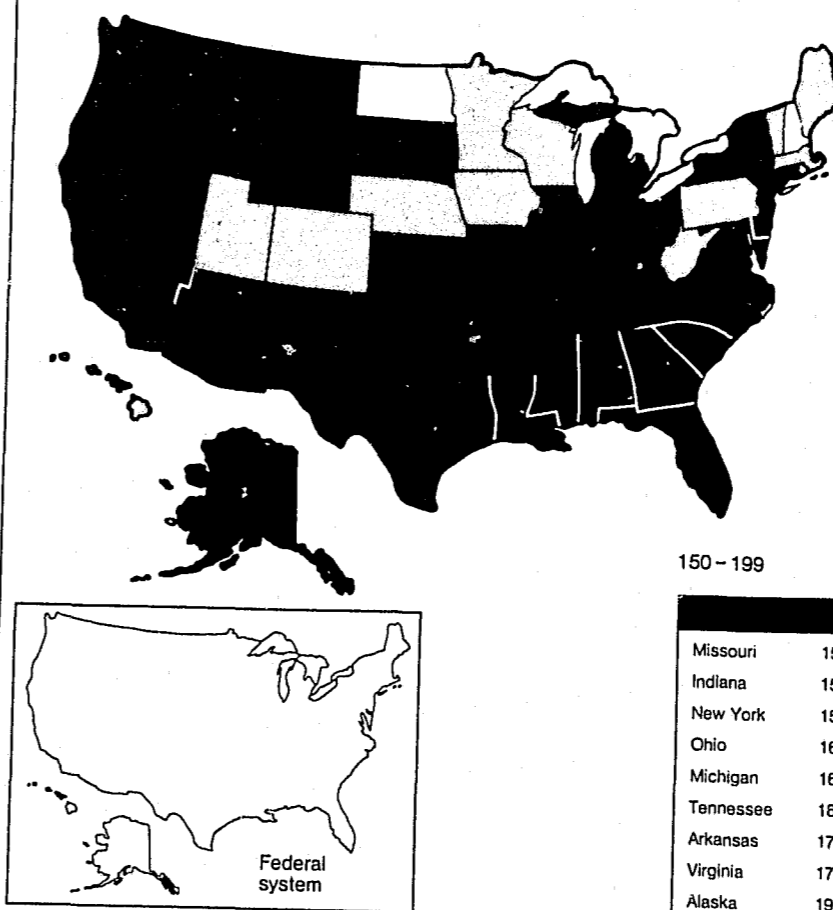 150 – 199
Missouri
Indiana
New York
Ohio
Michigan
Tennessee
Arkansas
Virginia
Alaska
Federal
system